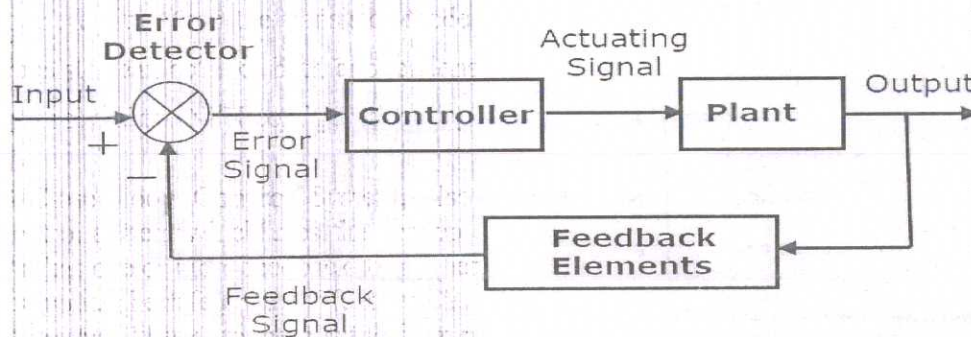 Error
Detector
Input
+
−
Error
Signal
Controller
Actuating
Signal
Plant
Output
Feedback
Elements
Feedback
Signal